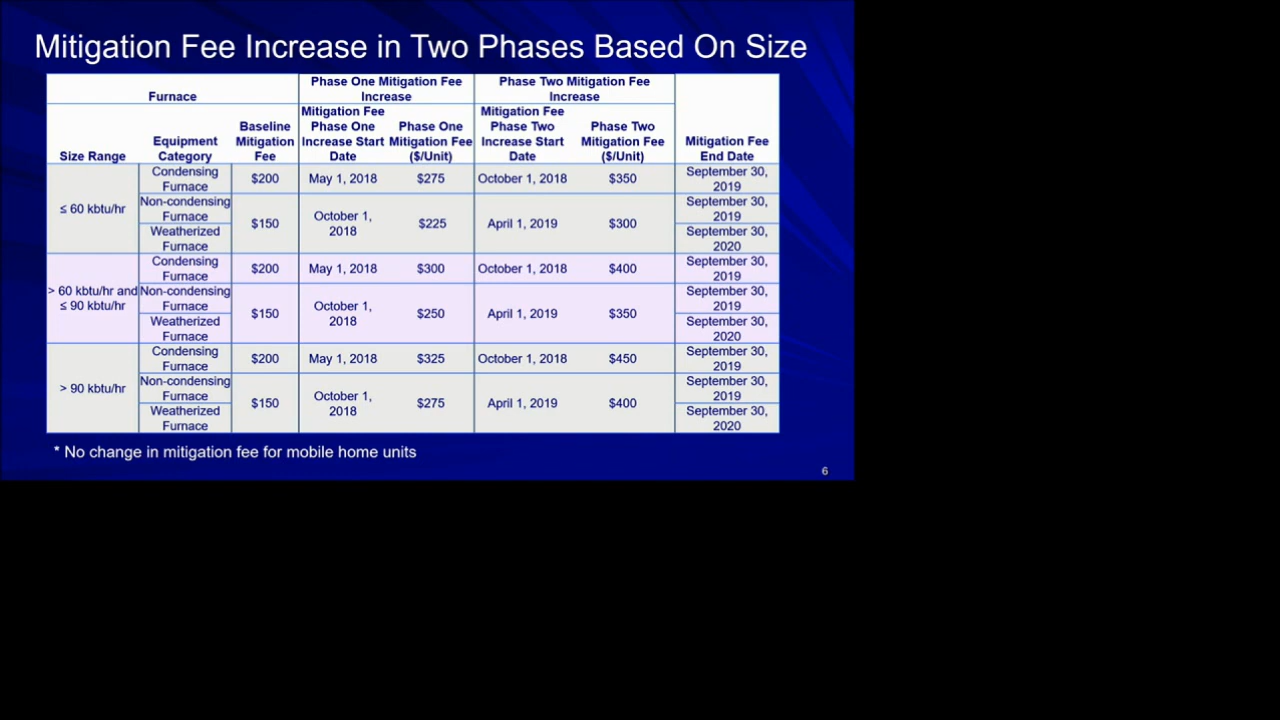 Mitigation Fee Increase in Two Phases Based On Size
Furnace
Phase One Mitigation Fee
Increase
Phase Two Mitigation Fee
Increase
Size Range
Equipment
Category
Baseline
Mitigation
Fee
Mitigation Fee
Phase One
Increase Start
Date
Phase One
Mitigation Fee
($/Unit)
Mitigation Fee
Phase Two
Increase Start
Date
Phase Two
Mitigation Fee
($/Unit)
Mitigation Fee
End Date
≤ 60 kbtu/hr
Condensing
Furnace
$200
May 1, 2018
$275
October 1, 2018
$350
September 30,
2019
Non-condensing
Furnace
$150
October 1,
2018
$225
April 1, 2019
$300
September 30,
2019
Weatherized
Furnace
September 30,
2020
> 60 kbtu/hr and
≤ 90 kbtu/hr
Condensing
Furnace
$200
May 1, 2018
$300
October 1, 2018
$400
September 30,
2019
Non-condensing
Furnace
$150
October 1,
2018
$250
April 1, 2019
$350
September 30,
2019
Weatherized
Furnace
September 30,
2020
> 90 kbtu/hr
Condensing
Furnace
$200
May 1, 2018
$325
October 1, 2018
$450
September 30,
2019
Non-condensing
Furnace
$150
October 1,
2018
$275
April 1, 2019
$400
September 30,
2019
Weatherized
Furnace
September 30,
2020
* No change in mitigation fee for mobile home units
6